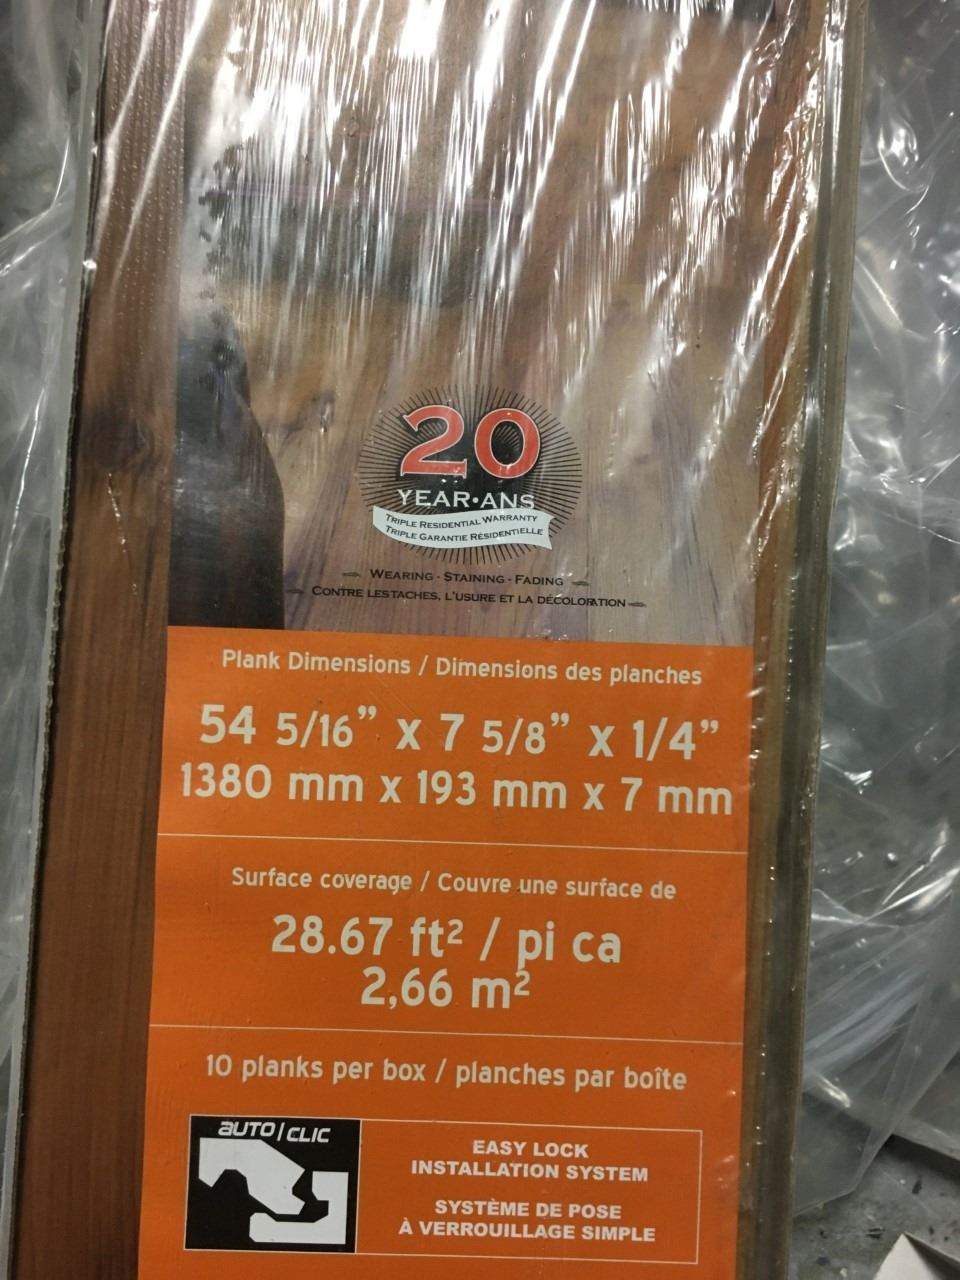 20
YEAR•ANS
TRIPLE RESIDENTIAL WARRANTY
TRIPLE GARANTIE RÉSIDENTIELLE
WEARING - STAINING - FADING
CONTRE LES TACHES, L'USURE ET LA DÉCOLORATION
Plank Dimensions / Dimensions des planches
54 5/16” x 7 5/8” x 1/4”
1380 mm x 193 mm x 7 mm
Surface coverage / Couvre une surface de
28.67 ft² / pi ca
2,66 m²
10 planks per box / planches par boîte
AUTO/CLIC
EASY LOCK
INSTALLATION SYSTEM
SYSTÈME DE POSE
À VERROUILLAGE SIMPLE